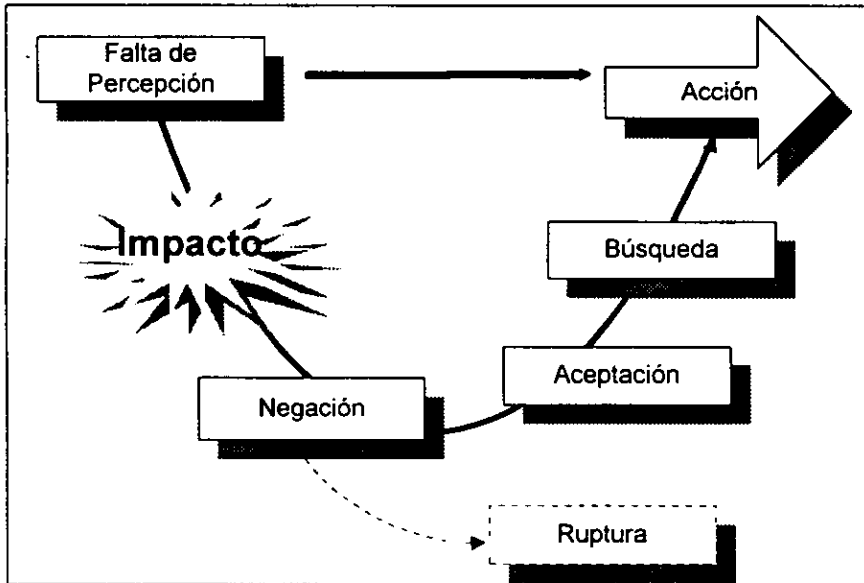 Falta de
Percepción
Acción
Impacto
Búsqueda
Aceptación
Negación
Ruptura